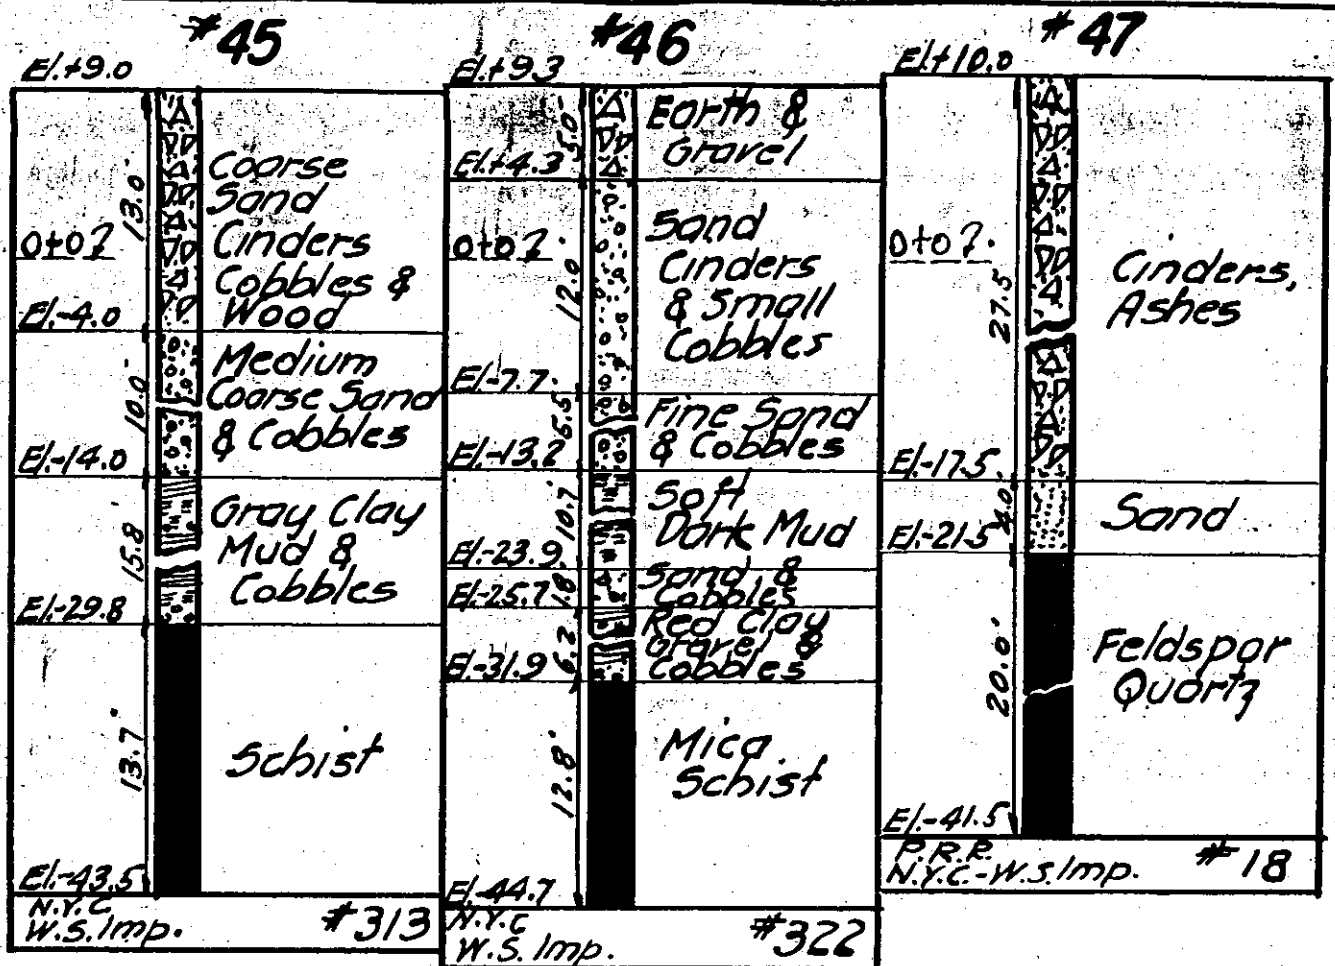 #45
El.+9.0
13.0'
Coarse
Sand
Cinders
Cobbles &
Wood
0 to ?
El.-4.0
10.0'
Medium
Coarse Sand
& Cobbles
El.-14.0
15.8'
Gray Clay
Mud &
Cobbles
El.-29.8
13.7'
Schist
El.-43.5
N.Y.C.
W.S. Imp.
#313
#46
El.+9.3
5.0'
Earth &
Gravel
El.+4.3
0 to ?
12.0'
Sand
Cinders
& Small
Cobbles
El.-7.7
5.5
Fine Sand
& Cobbles
El.-13.2
10.7'
Soft
Dark Mud
El.-23.9
1.8'
Sand &
Cobbles
El.-25.7
6.2
Red Clay
Gravel &
Cobbles
El.-31.9
12.8'
Mica
Schist
El.-44.7
N.Y.C
W.S. Imp.
#322
#47
El.+10.0
0 to ?
27.5
Cinders,
Ashes
El.-17.5
4.0'
Sand
El.-21.5
20.0'
Feldspar
Quartz
El.-41.5
P.R.R.
N.Y.C.-W.S. Imp.
#18